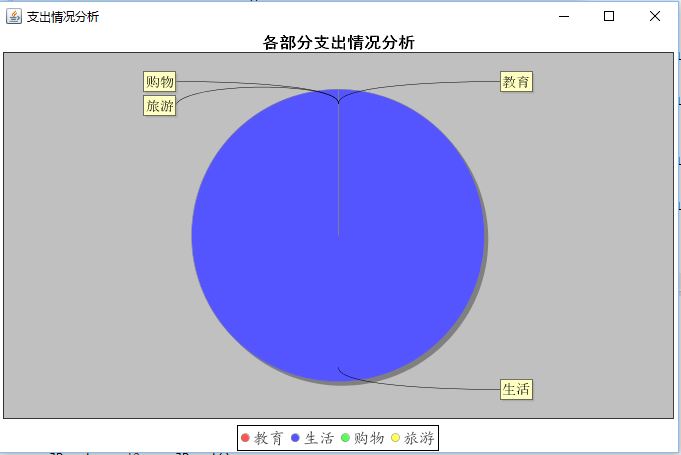 支出情况分析
各部分支出情况分析
购物
教育
旅游
生活
教育 生活 购物 旅游